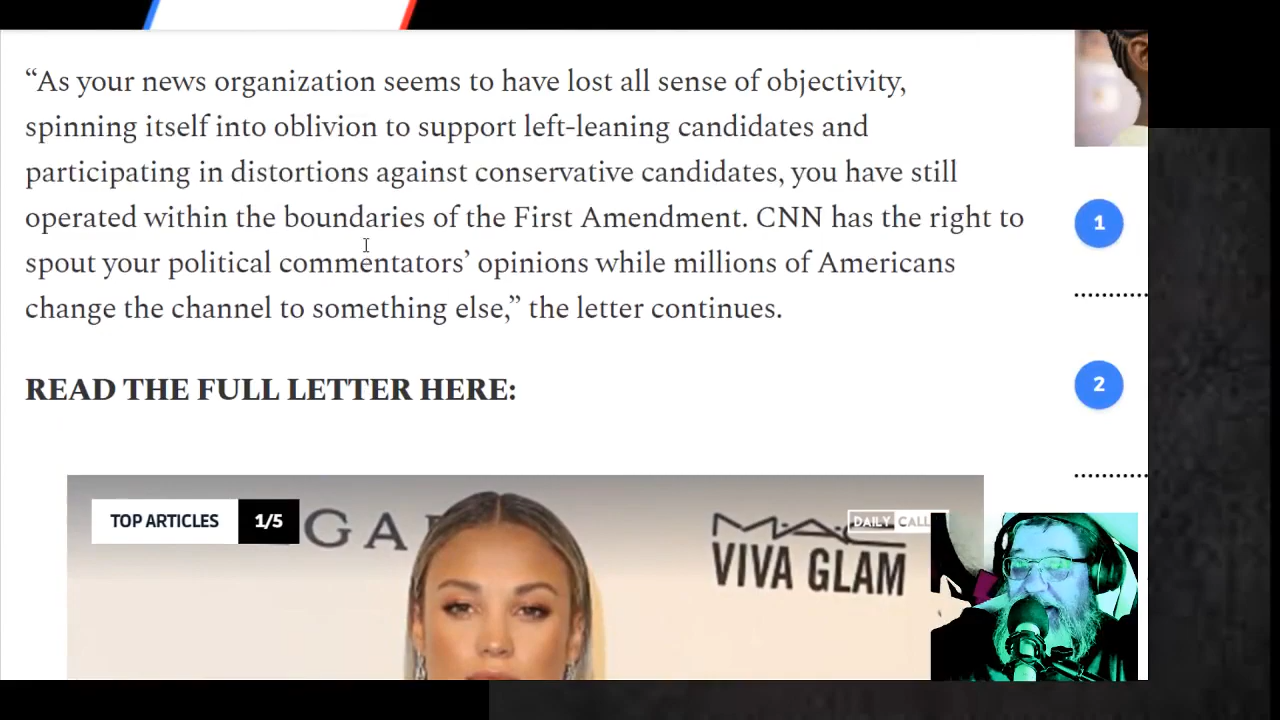 “As your news organization seems to have lost all sense of objectivity,
spinning itself into oblivion to support left-leaning candidates and
participating in distortions against conservative candidates, you have still
operated within the boundaries of the First Amendment. CNN has the right to
spout your political commentators’ opinions while millions of Americans
change the channel to something else,” the letter continues.
1
2
READ THE FULL LETTER HERE:
TOP ARTICLES 1/5
GA
M·A·C
VIVA GLAM
DAILY CALL